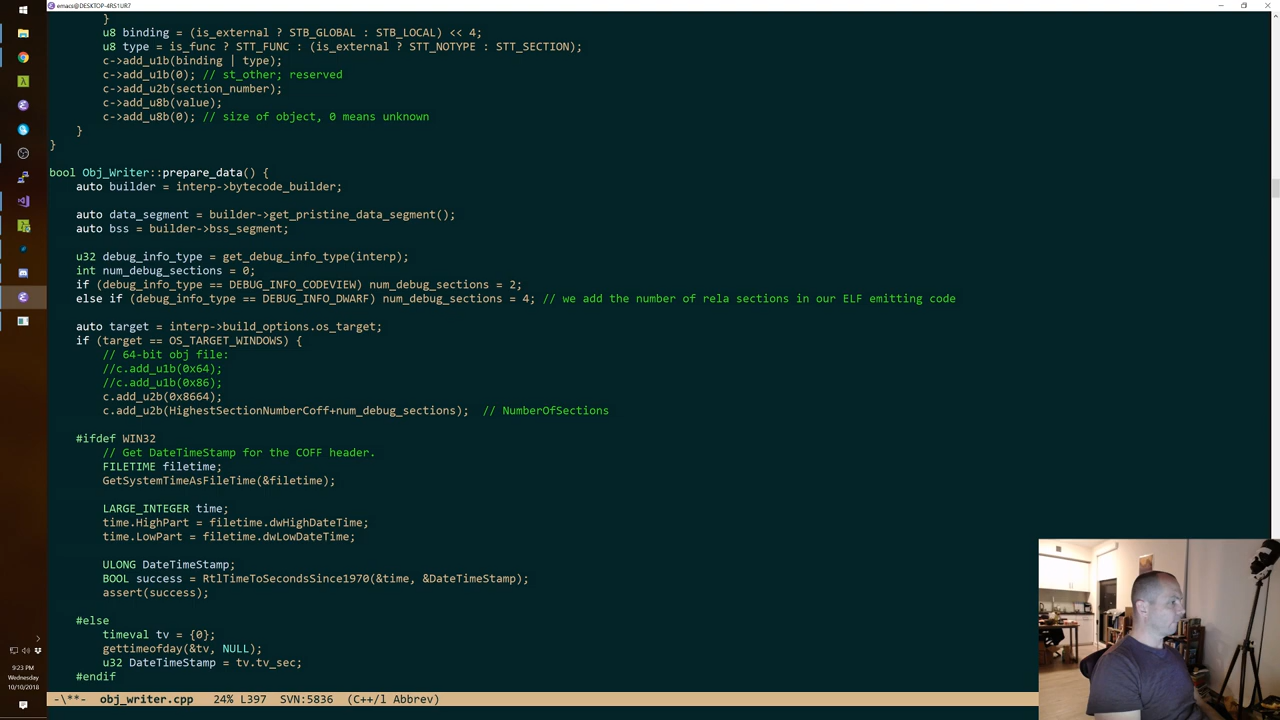 emacs@DESKTOP-4RS1UR7
}
u8 binding = (is_external ? STB_GLOBAL : STB_LOCAL) << 4;
u8 type = is_func ? STT_FUNC : (is_external ? STT_NOTYPE : STT_SECTION);
c->add_u1b(binding | type);
c->add_u1b(0); // st_other; reserved
c->add_u2b(section_number);
c->add_u8b(value);
c->add_u8b(0); // size of object, 0 means unknown
}
}
bool Obj_Writer::prepare_data() {
auto builder = interp->bytecode_builder;
auto data_segment = builder->get_pristine_data_segment();
auto bss = builder->bss_segment;
u32 debug_info_type = get_debug_info_type(interp);
int num_debug_sections = 0;
if (debug_info_type == DEBUG_INFO_CODEVIEW) num_debug_sections = 2;
else if (debug_info_type == DEBUG_INFO_DWARF) num_debug_sections = 4; // we add the number of rela sections in our ELF emitting code
auto target = interp->build_options.os_target;
if (target == OS_TARGET_WINDOWS) {
// 64-bit obj file:
//c.add_u1b(0x64);
//c.add_u1b(0x86);
c.add_u2b(0x8664);
c.add_u2b(HighestSectionNumberCoff+num_debug_sections);  // NumberOfSections
#ifdef WIN32
// Get DateTimeStamp for the COFF header.
FILETIME filetime;
GetSystemTimeAsFileTime(&filetime);
LARGE_INTEGER time;
time.HighPart = filetime.dwHighDateTime;
time.LowPart = filetime.dwLowDateTime;
ULONG DateTimeStamp;
BOOL success = RtlTimeToSecondsSince1970(&time, &DateTimeStamp);
assert(success);
#else
timeval tv = {0};
gettimeofday(&tv, NULL);
u32 DateTimeStamp = tv.tv_sec;
#endif
-\**-  obj_writer.cpp   24% L397   SVN:5836  (C++/l Abbrev)
9:23 PM
Wednesday
10/10/2018